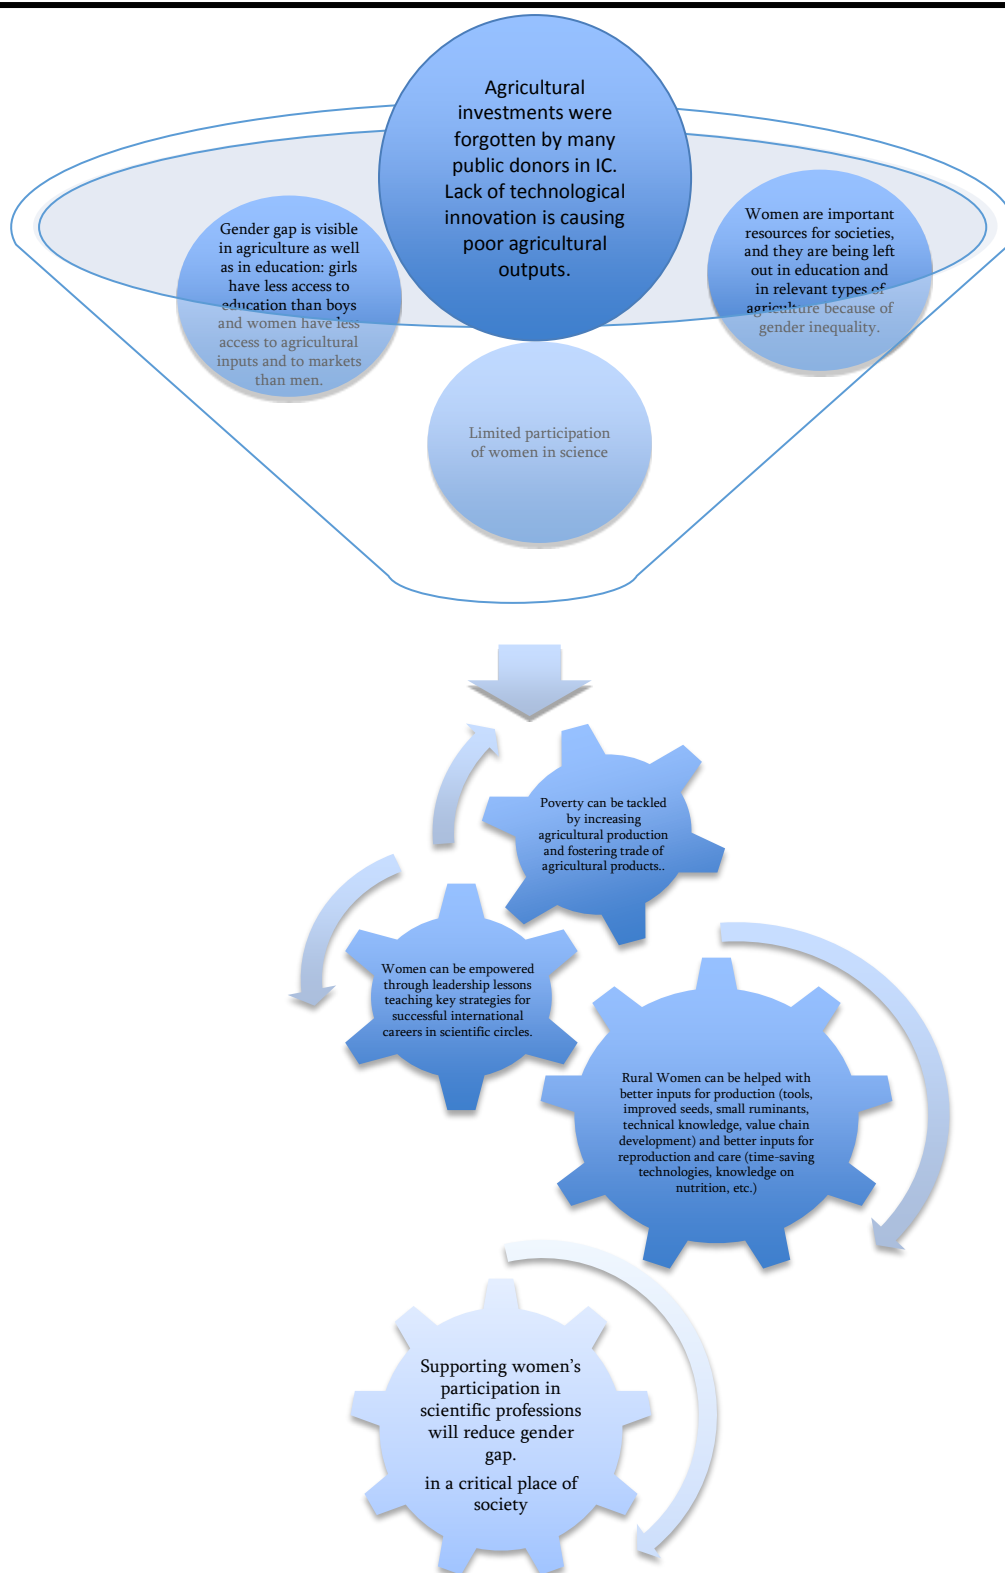 Agricultural
investments were
forgotten by many
public donors in IC.
Lack of technological
innovation is causing
poor agricultural
outputs.
Gender gap is visible
in agriculture as well
as in education: girls
have less access to
education than boys
and women have less
access to agricultural
inputs and to markets
than men.
Women are important
resources for societies,
and they are being left
out in education and
in relevant types of
agriculture because of
gender inequality.
Limited participation
of women in science
Poverty can be tackled
by increasing
agricultural production
and fostering trade of
agricultural products..
Women can be empowered
through leadership lessons
teaching key strategies for
successful international
careers in scientific circles.
Rural Women can be helped with
better inputs for production (tools,
improved seeds, small ruminants,
technical knowledge, value chain
development) and better inputs for
reproduction and care (time-saving
technologies, knowledge on
nutrition, etc.)
Supporting women's
participation in
scientific professions
will reduce gender
gap.
in a critical place of
society